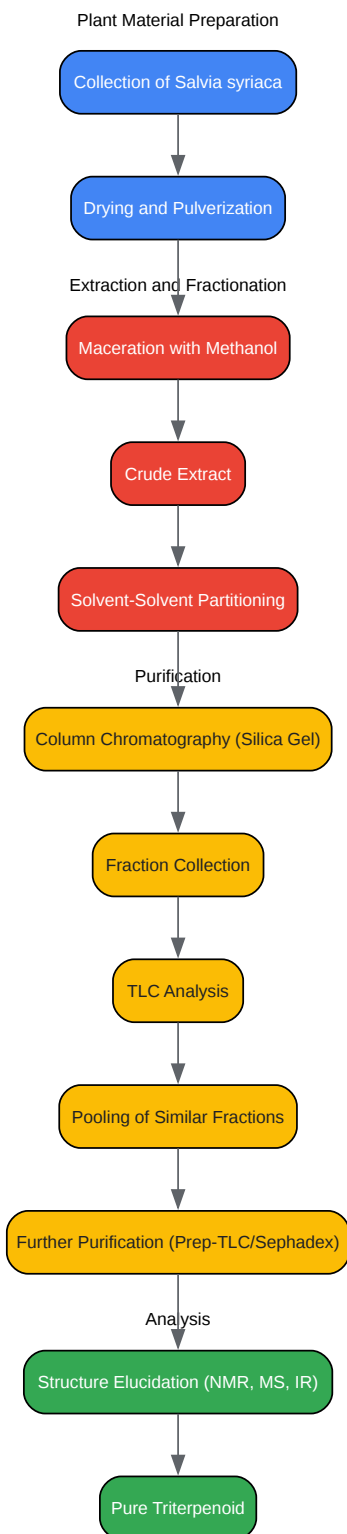 Plant Material Preparation
Collection of Salvia syriaca
Drying and Pulverization
Extraction and Fractionation
Maceration with Methanol
Crude Extract
Solvent-Solvent Partitioning
Purification
Column Chromatography (Silica Gel)
Fraction Collection
TLC Analysis
Pooling of Similar Fractions
Further Purification (Prep-TLC/Sephadex)
Analysis
Structure Elucidation (NMR, MS, IR)
Pure Triterpenoid